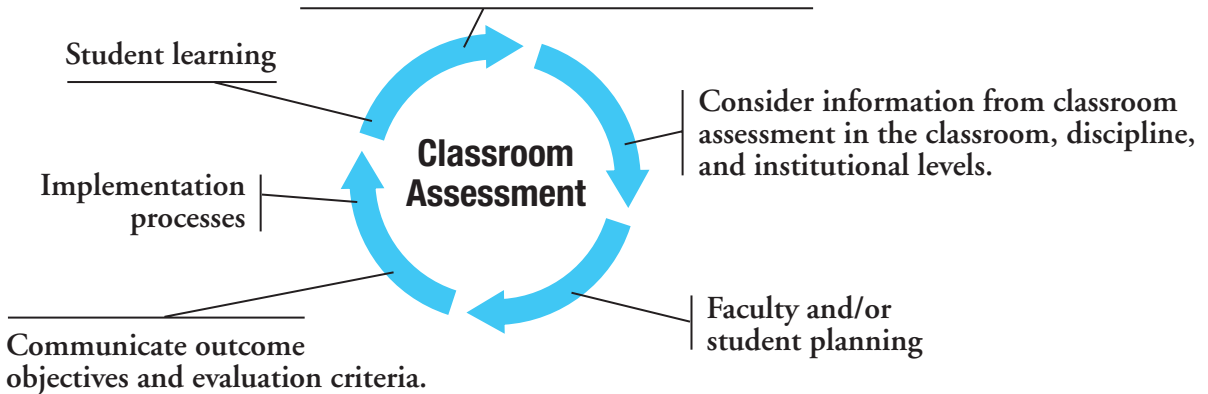 Student learning
Consider information from classroom
assessment in the classroom, discipline,
and institutional levels.
Classroom
Assessment
Implementation
processes
Faculty and/or
student planning
Communicate outcome
objectives and evaluation criteria.